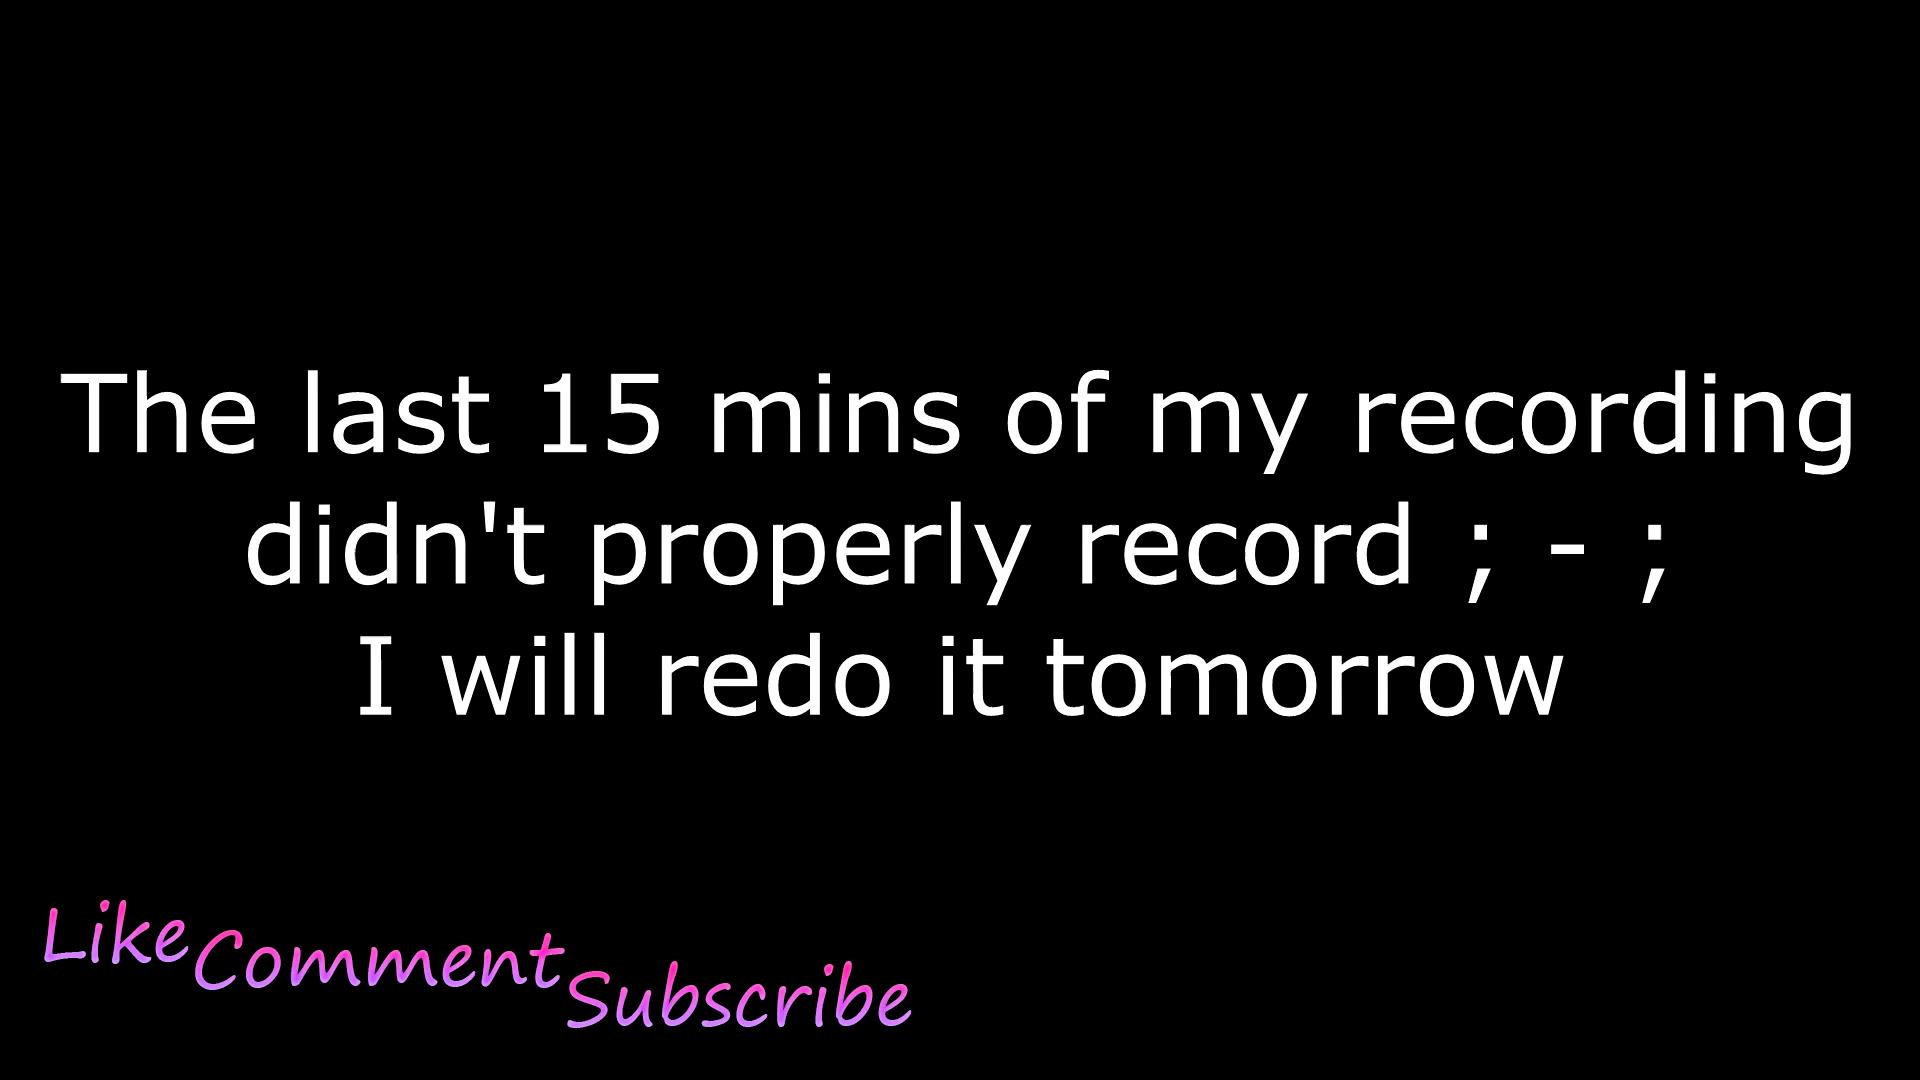 The last 15 mins of my recording
didn't properly record ; - ;
I will redo it tomorrow
Like Comment Subscribe